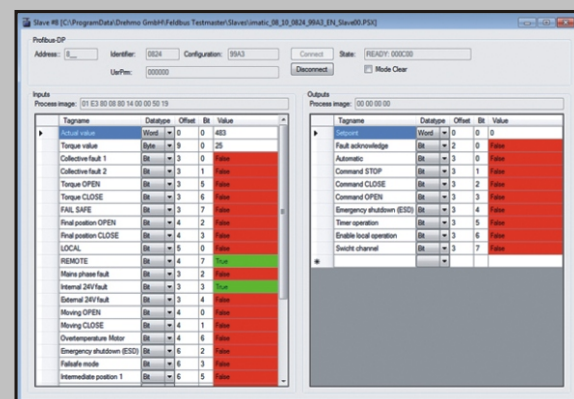 Slave #8 [C:\ProgramData\Drehmo GmbH\Feldbus Testmaster\Slaves\imatic_08_10_0824_99A3_EN_Slave00.PSX]
Profibus-DP
Address: 8__ Identifier: 0824 Configuration: 99A3 Connect State: READY: 000C00
UsrPrm: 000000 Disconnect Mode Clear
Inputs
Process image: 01 E3 80 08 80 14 00 00 50 19
Tagname Datatype Offset Bit Value
Actual value Word 0 0 483
Torque value Byte 9 0 25
Collective fault 1 Bit 3 0 False
Collective fault 2 Bit 3 1 False
Torque OPEN Bit 3 5 False
Torque CLOSE Bit 3 6 False
FAIL SAFE Bit 3 7 False
Final position OPEN Bit 4 2 False
Final postion CLOSE Bit 4 3 False
LOCAL Bit 5 0 False
REMOTE Bit 4 7 True
Mains phase fault Bit 3 2 False
Internal 24V fault Bit 3 3 True
External 24V fault Bit 3 4 False
Moving OPEN Bit 4 0 False
Moving CLOSE Bit 4 1 False
Overtemperature Motor Bit 4 6 False
Emergency shutdown (ESD) Bit 6 2 False
Failsafe mode Bit 6 3 False
Intermediate position 1 Bit 6 5 False
Outputs
Process image: 00 00 00 00
Tagname Datatype Offset Bit Value
Setpoint Word 0 0 0
Fault acknowledge Bit 2 0 False
Automatic Bit 3 0 False
Command STOP Bit 3 1 False
Command CLOSE Bit 3 2 False
Command OPEN Bit 3 3 False
Emergency shutdown (ESD) Bit 3 4 False
Timer operation Bit 3 5 False
Enable local operation Bit 3 6 False
Swicht channel Bit 3 7 False